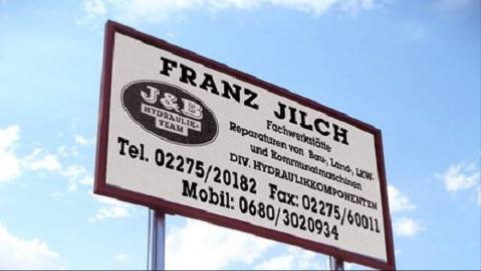 FRANZ JILCH
J&B
HYDRAULIK-
TEAM
Fachwerkstätte
Reparaturen von Bau-, Land-, LKW-
und Kommunalmaschinen
DIV. HYDRAULIKKOMPONENTEN
Tel. 02275/20182 Fax: 02275/60011
Mobil: 0680/3020934